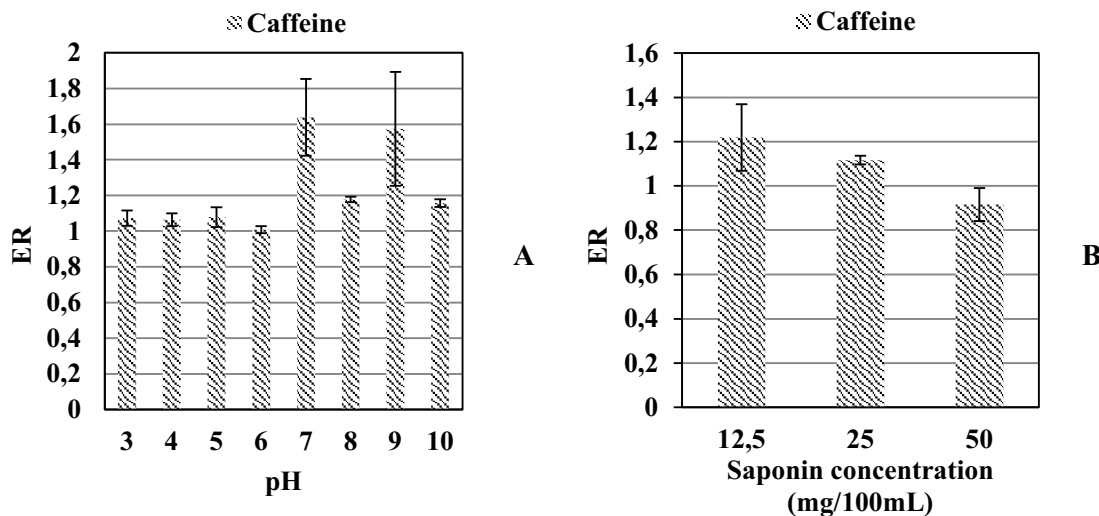 Caffeine
2
1,8
1,6
1,4
1,2
1
0,8
0,6
0,4
0,2
0
ER
3 4 5 6 7 8 9 10
pH
A
Caffeine
1,6
1,4
1,2
1
0,8
0,6
0,4
0,2
0
ER
12,5 25 50
Saponin concentration
(mg/100mL)
B